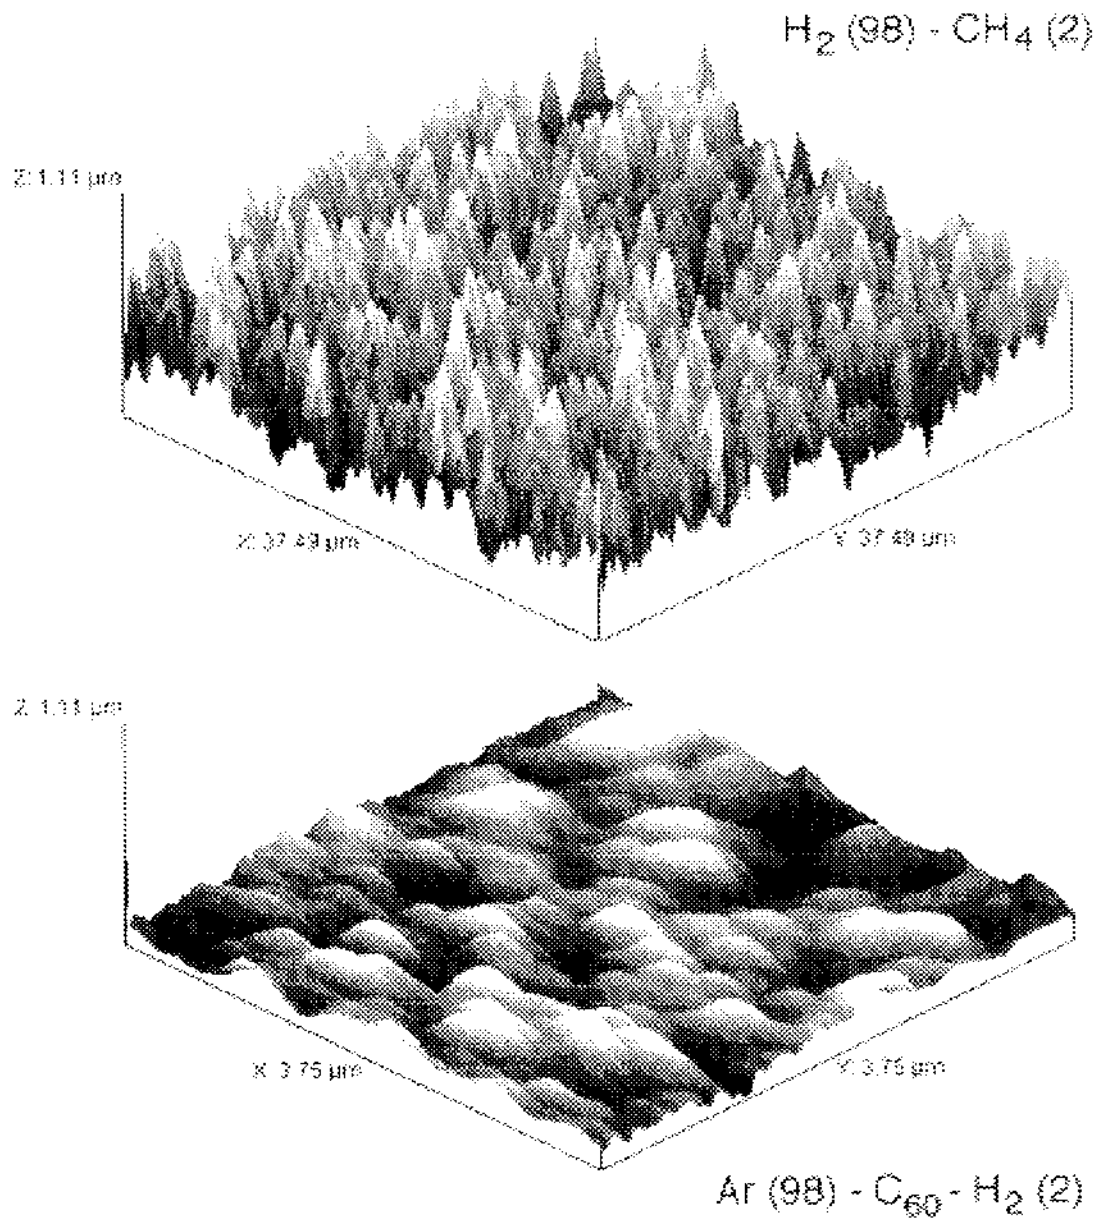 H₂ (98) - CH₄ (2)
Z: 1.11 µm
X: 37.49 µm
Y: 37.49 µm
Z: 1.11 µm
X: 3.75 µm
Y: 3.75 µm
Ar (98) - C₆₀ - H₂ (2)